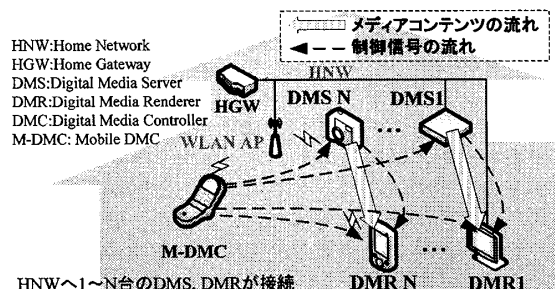 メディアコンテンツの流れ
制御信号の流れ
HNW:Home Network
HGW:Home Gateway
DMS:Digital Media Server
DMR:Digital Media Renderer
DMC:Digital Media Controller
M-DMC: Mobile DMC
HNW
HGW
DMS N
DMS1
...
WLAN AP
M-DMC
...
HNWへ1～N台のDMS, DMRが接続
DMR N
DMR1